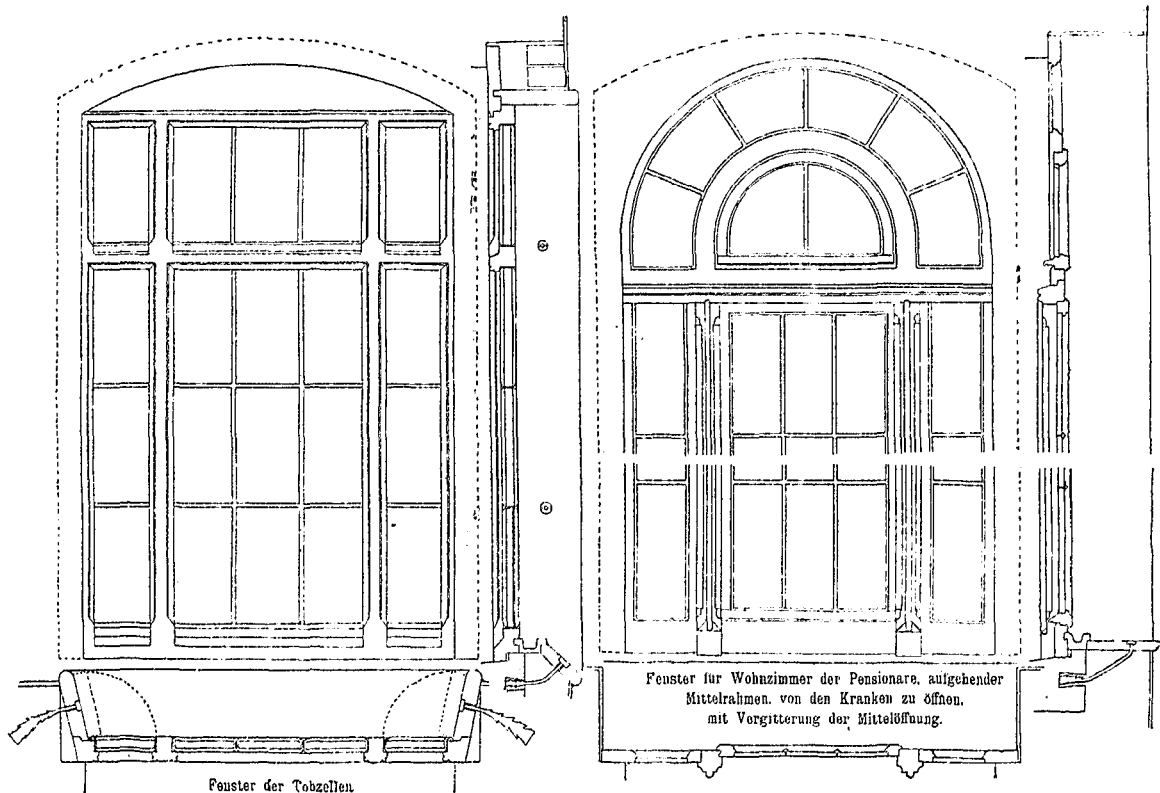 Fenster für Wohnzimmer der Pensionare, aufgehender
Mittelrahmen, von den Kranken zu öffnen,
mit Vergitterung der Mittelöffnung.
Fenster der Tobzellen